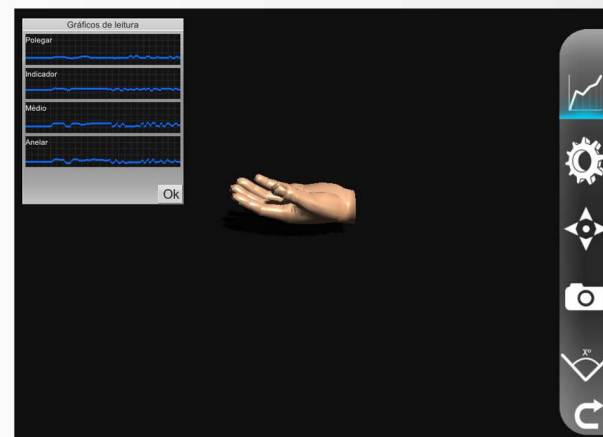 Gráficos de leitura
Polegar
Indicador
Médio
Anelar
Ok
X°